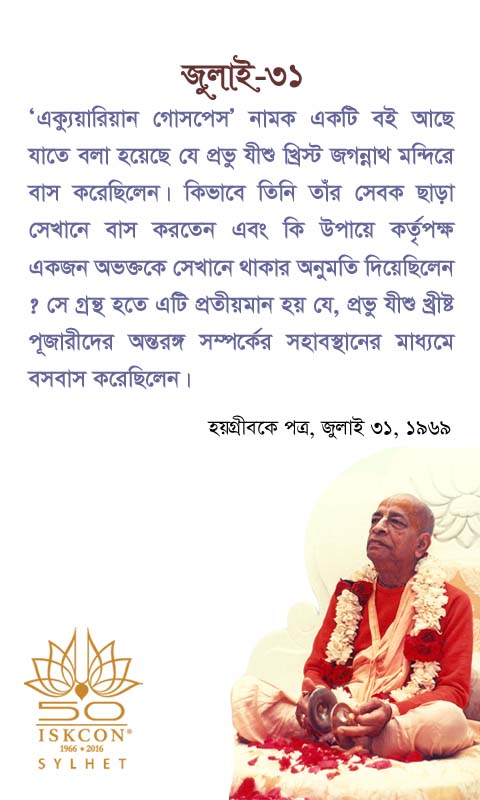 জুলাই-৩১
‘এক্যুয়ারিয়ান গোসপেস’ নামক একটি বই আছে
যাতে বলা হয়েছে যে প্রভু যীশু খ্রিস্ট জগন্নাথ মন্দিরে
বাস করেছিলেন। কিভাবে তিনি তাঁর সেবক ছাড়া
সেখানে বাস করতেন এবং কি উপায়ে কর্তৃপক্ষ
একজন অভক্তকে সেখানে থাকার অনুমতি দিয়েছিলেন
? সে গ্রন্থ হতে এটি প্রতীয়মান হয় যে, প্রভু যীশু খ্রীষ্ট
পূজারীদের অন্তরঙ্গ সম্পর্কের সহাবস্থানের মাধ্যমে
বসবাস করেছিলেন।
হয়গ্রীবকে পত্র, জুলাই ৩১, ১৯৬৯
50
ISKCON®
1966 • 2016
SYLHET